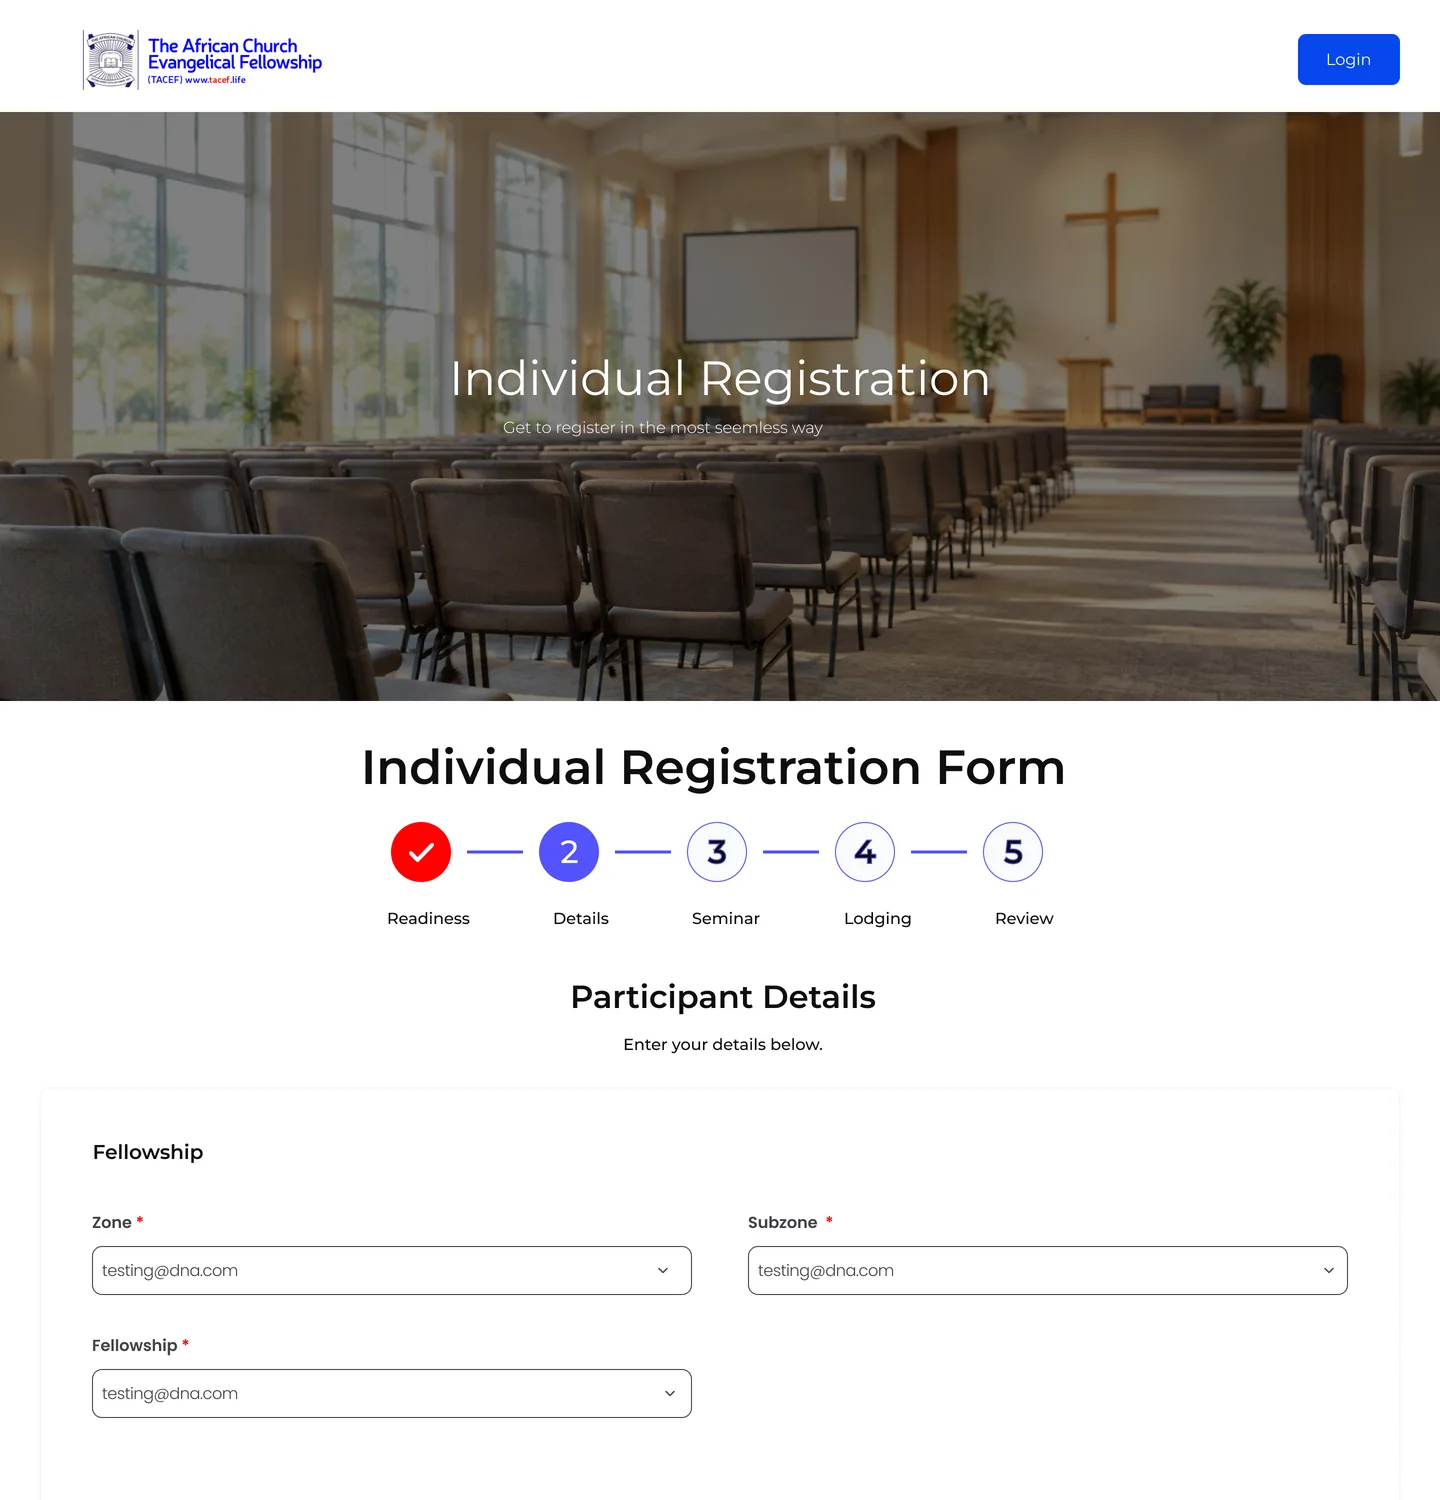 The African Church
Evangelical Fellowship
(TACEF) www.tacef.life
Login
Individual Registration
Get to register in the most seemless way
Individual Registration Form
2
3
4
5
Readiness
Details
Seminar
Lodging
Review
Participant Details
Enter your details below.
Fellowship
Zone *
Subzone *
testing@dna.com
testing@dna.com
Fellowship *
testing@dna.com